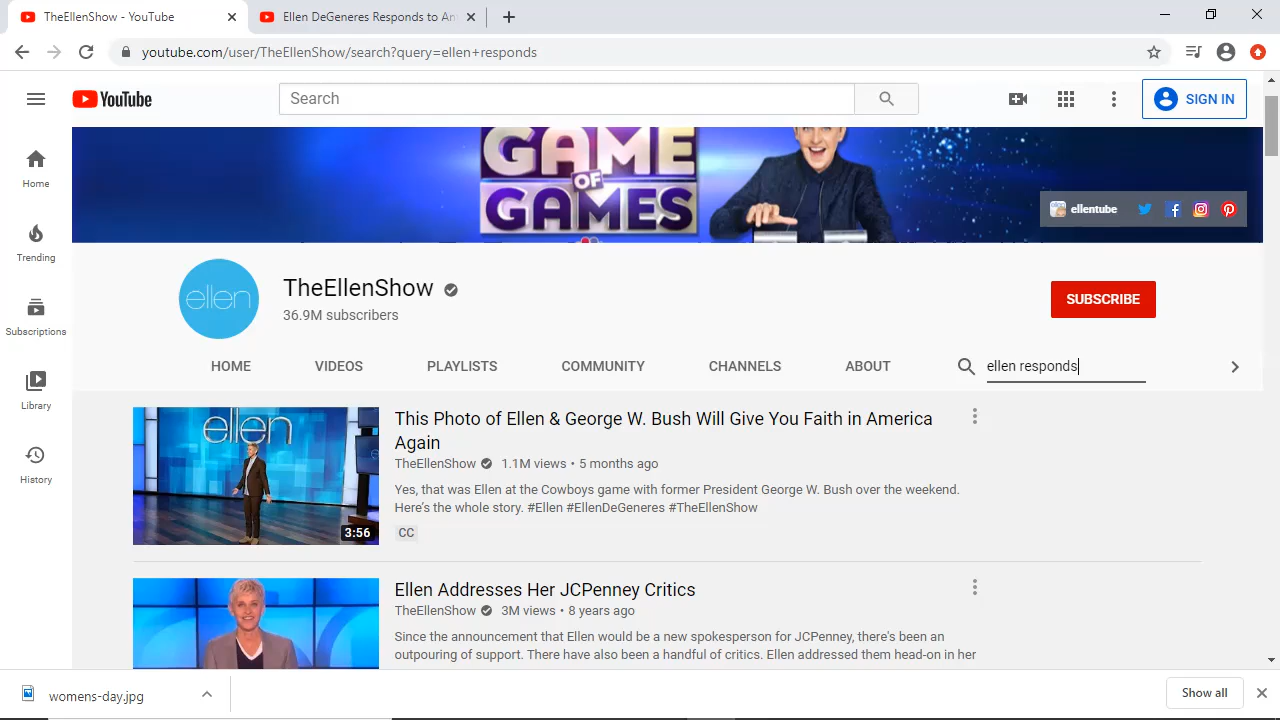 TheEllenShow - YouTube
Ellen DeGeneres Responds to An
youtube.com/user/TheEllenShow/search?query=ellen+responds
YouTube
Search
SIGN IN
GAME
OF
GAMES
ellentube
Home
Trending
Subscriptions
Library
History
ellen
TheEllenShow
36.9M subscribers
SUBSCRIBE
HOME
VIDEOS
PLAYLISTS
COMMUNITY
CHANNELS
ABOUT
ellen responds
ellen
3:56
This Photo of Ellen & George W. Bush Will Give You Faith in America
Again
TheEllenShow 1.1M views • 5 months ago
Yes, that was Ellen at the Cowboys game with former President George W. Bush over the weekend.
Here's the whole story. #Ellen #EllenDeGeneres #TheEllenShow
CC
Ellen Addresses Her JCPenney Critics
TheEllenShow 3M views • 8 years ago
Since the announcement that Ellen would be a new spokesperson for JCPenney, there's been an
outpouring of support. There have also been a handful of critics. Ellen addressed them head-on in her
womens-day.jpg
Show all